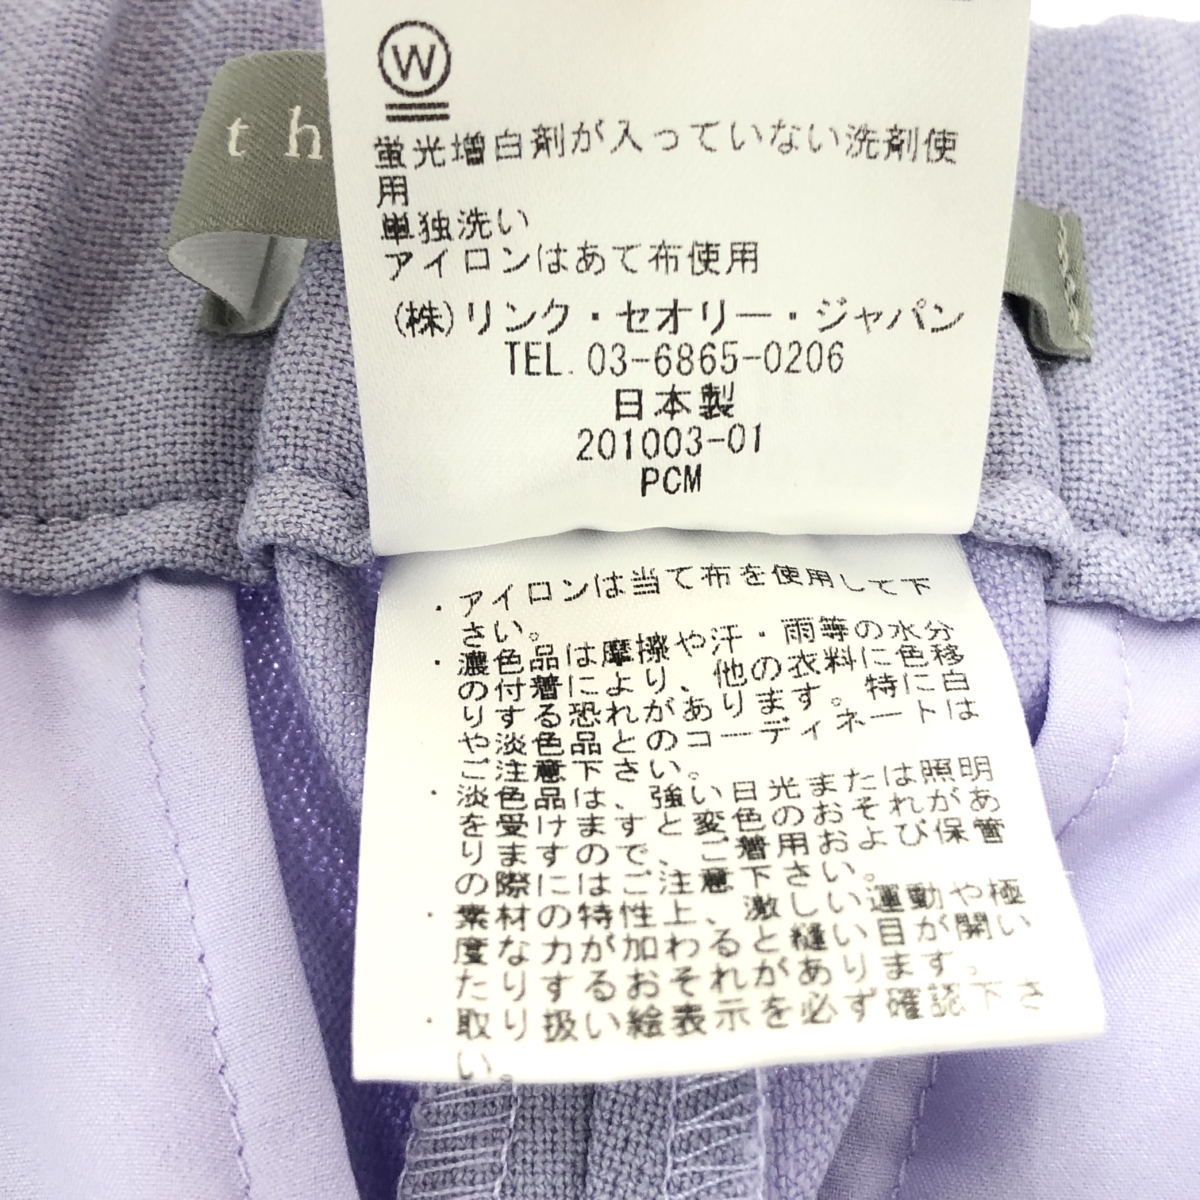 W
th
蛍光増白剤が入っていない洗剤使
用
単独洗い
アイロンはあて布使用
(株)リンク・セオリー・ジャパン
TEL.03-6865-0206
日本製
201003-01
PCM
・アイロンは当て布を使用して下
さい。
・濃色品は摩擦や汗・雨等の水分
の付着により、他の衣料に色移
りする恐れがあります。特に白
や淡色品とのコーディネートは
ご注意下さい。
・淡色品は、強い日光または照明
を受けますと変色のおそれがあ
りますので、ご着用および保管
の際にはご注意下さい。
・素材の特性上、激しい運動や極
度な力が加わると縫い目が開い
たりするおそれがあります。
・取り扱い絵表示を必ず確認下さ
い。